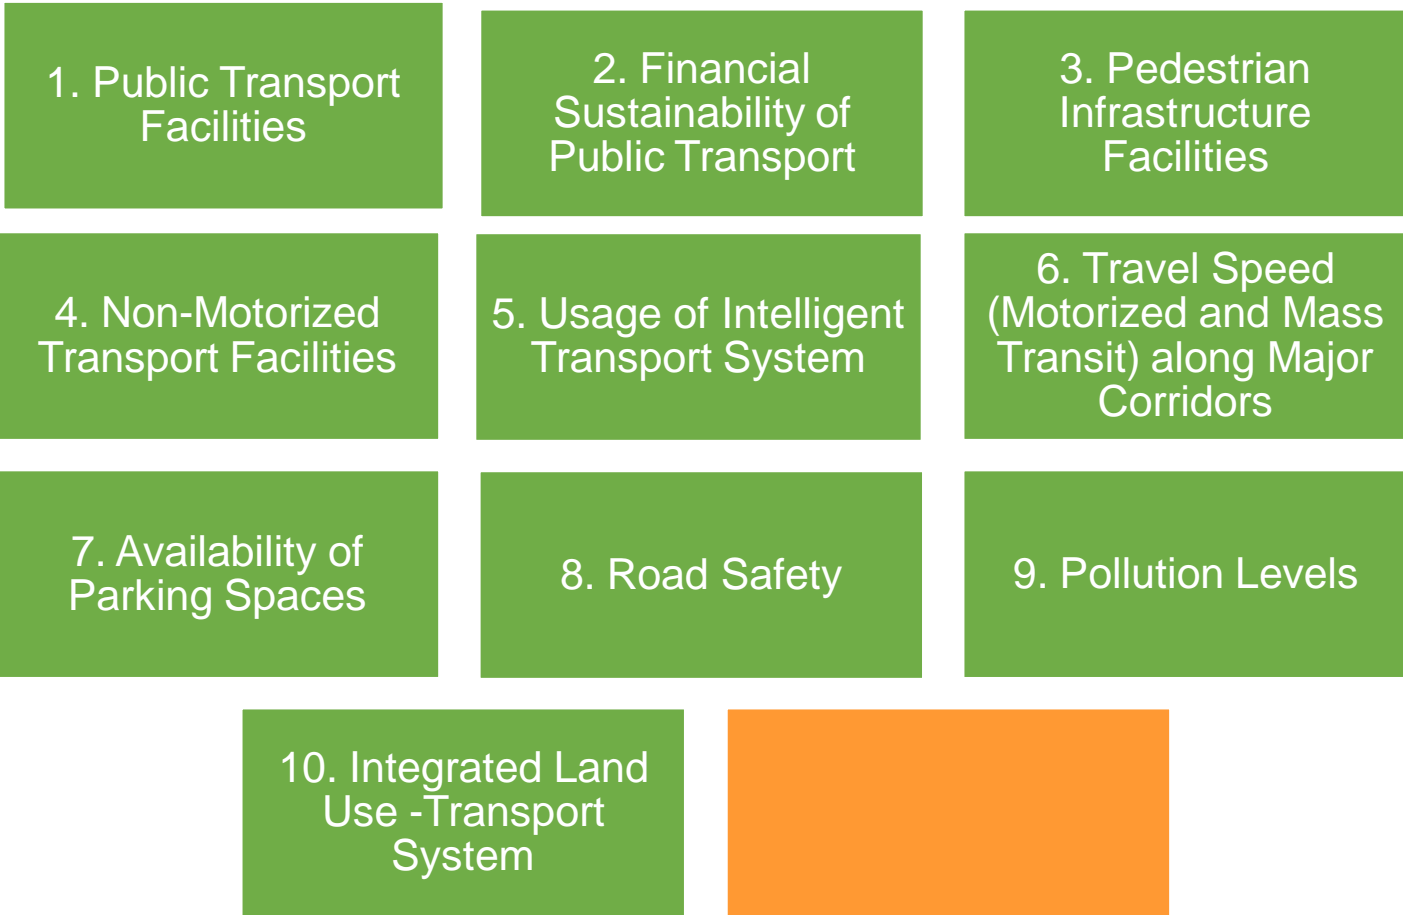 1. Public Transport
Facilities
2. Financial
Sustainability of
Public Transport
3. Pedestrian
Infrastructure
Facilities
4. Non-Motorized
Transport Facilities
5. Usage of Intelligent
Transport System
6. Travel Speed
(Motorized and Mass
Transit) along Major
Corridors
7. Availability of
Parking Spaces
8. Road Safety
9. Pollution Levels
10. Integrated Land
Use -Transport
System